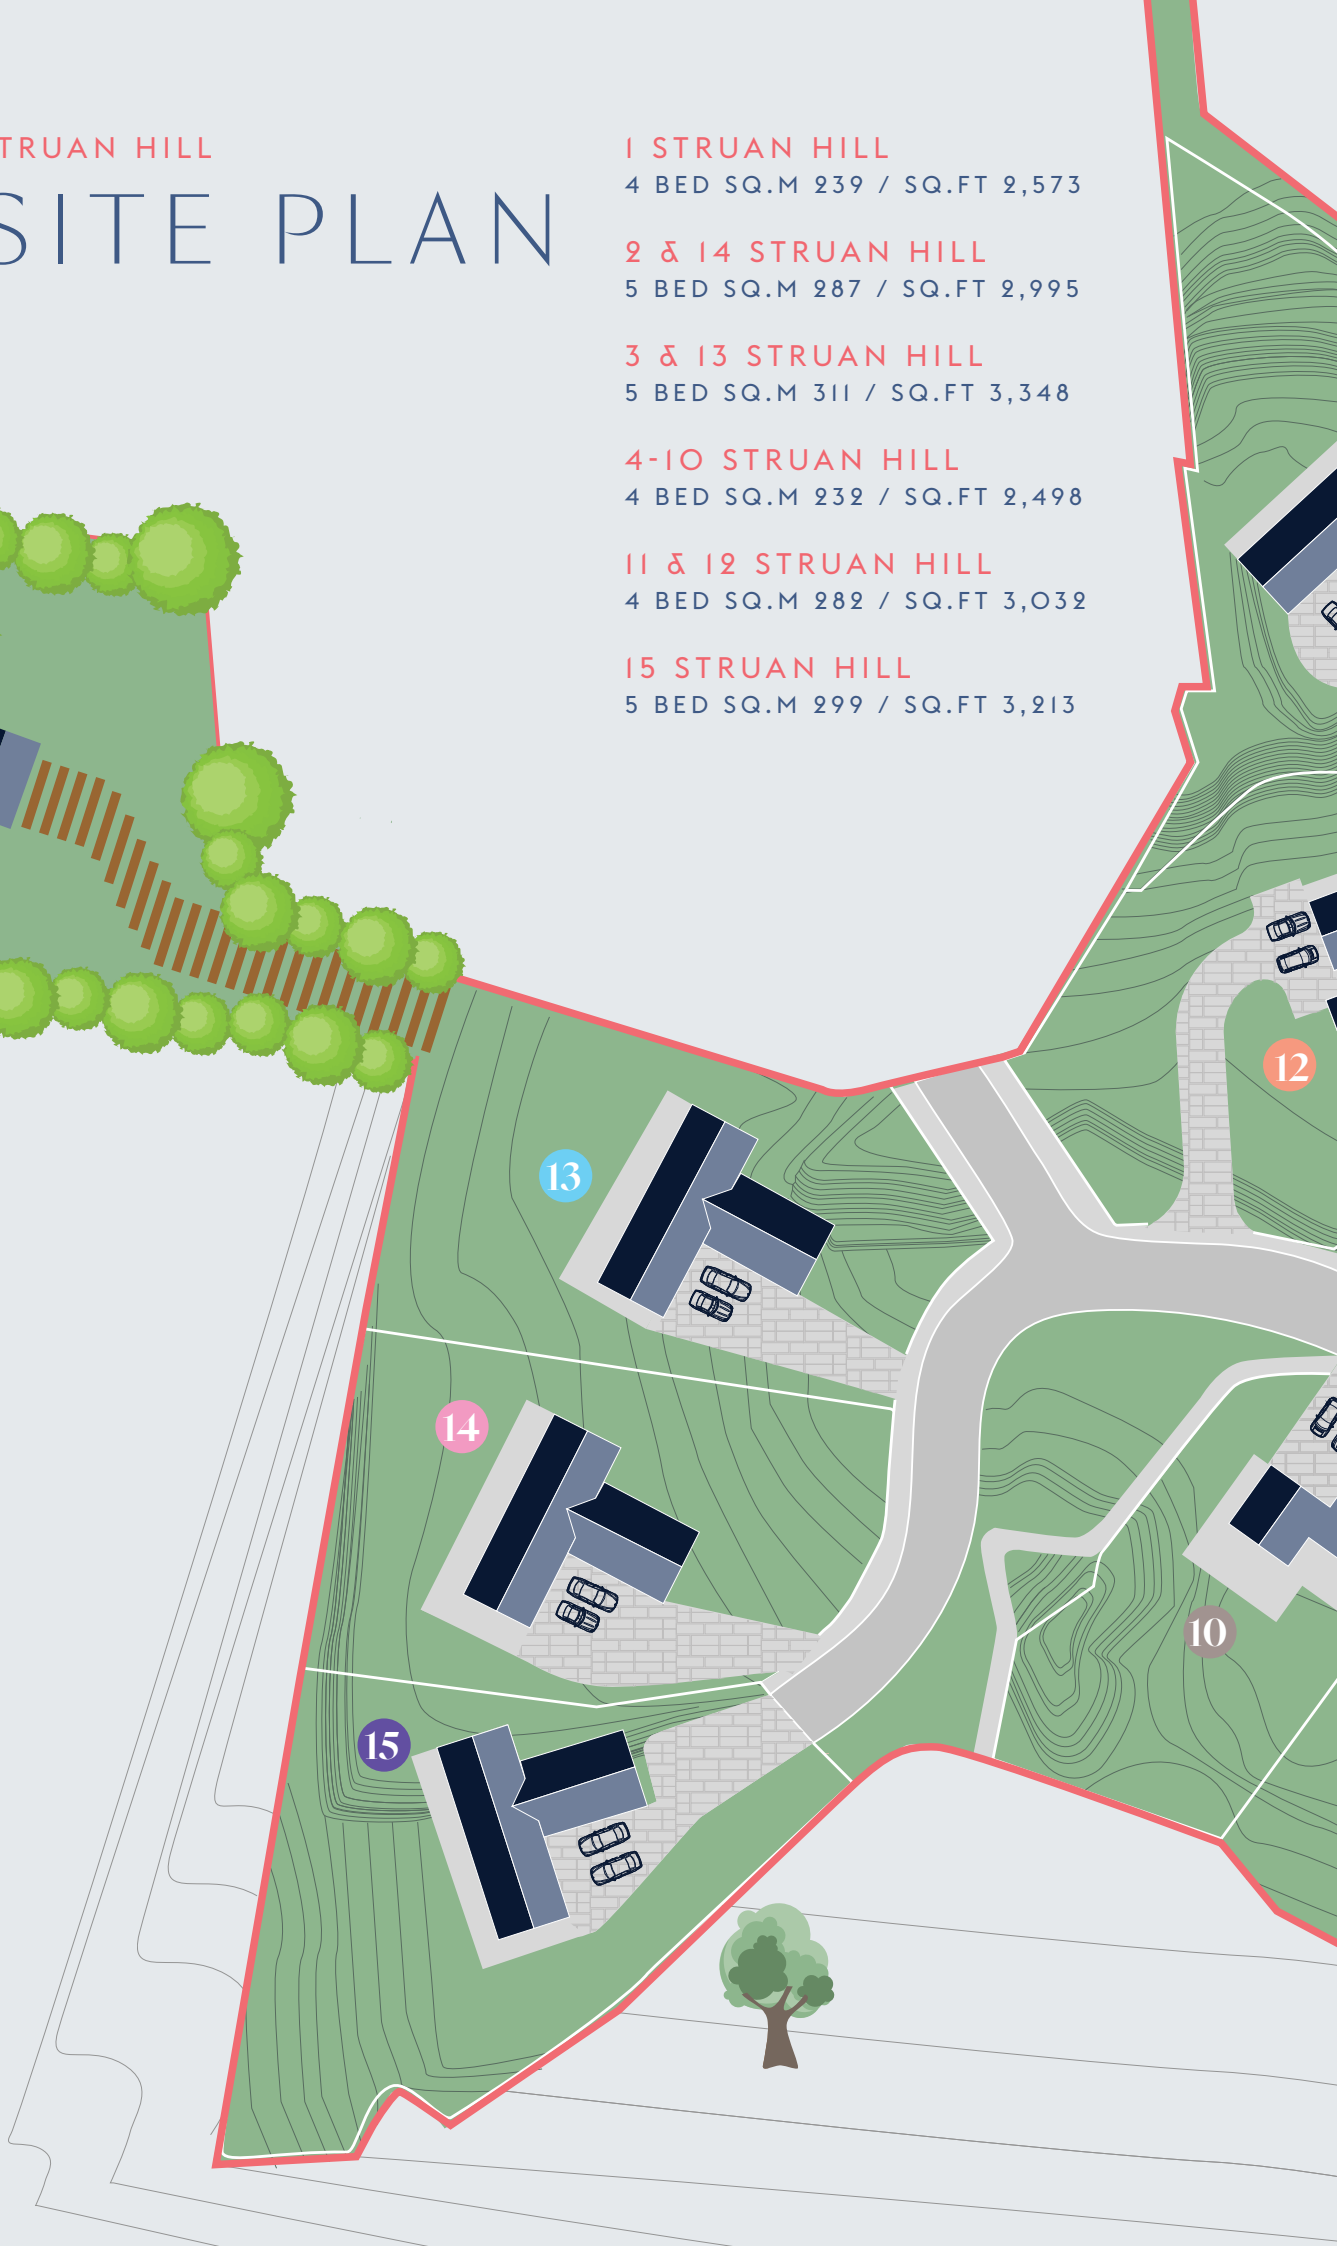 TRUAN HILL
SITE PLAN
1 STRUAN HILL
4 BED SQ.M 239 / SQ.FT 2,573
2 & 14 STRUAN HILL
5 BED SQ.M 287 / SQ.FT 2,995
3 & 13 STRUAN HILL
5 BED SQ.M 311 / SQ.FT 3,348
4-10 STRUAN HILL
4 BED SQ.M 232 / SQ.FT 2,498
11 & 12 STRUAN HILL
4 BED SQ.M 282 / SQ.FT 3,032
15 STRUAN HILL
5 BED SQ.M 299 / SQ.FT 3,213
12
13
14
10
15